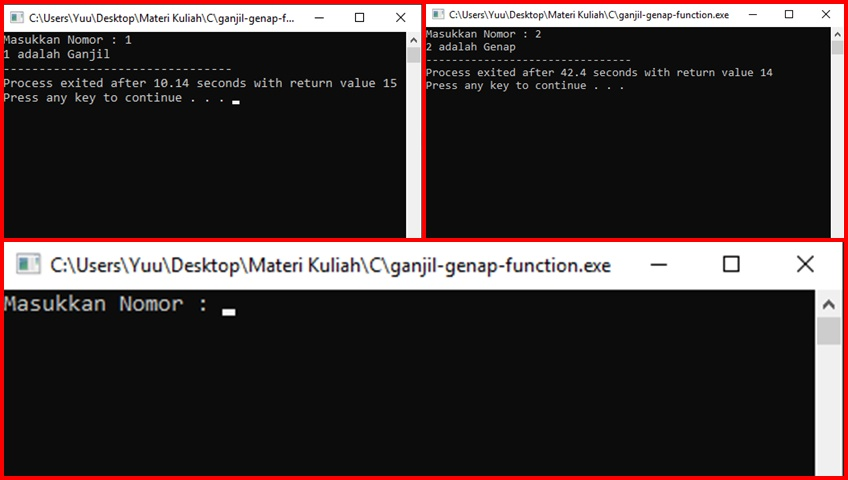 C:\Users\Yuu\Desktop\Materi Kuliah\C\ganjil-genap-f...
Masukkan Nomor : 1
1 adalah Ganjil
--------------------------------
Process exited after 10.14 seconds with return value 15
Press any key to continue . . .
C:\Users\Yuu\Desktop\Materi Kuliah\C\ganjil-genap-function.exe
Masukkan Nomor : 2
2 adalah Genap
--------------------------------
Process exited after 42.4 seconds with return value 14
Press any key to continue . . .
C:\Users\Yuu\Desktop\Materi Kuliah\C\ganjil-genap-function.exe
Masukkan Nomor :